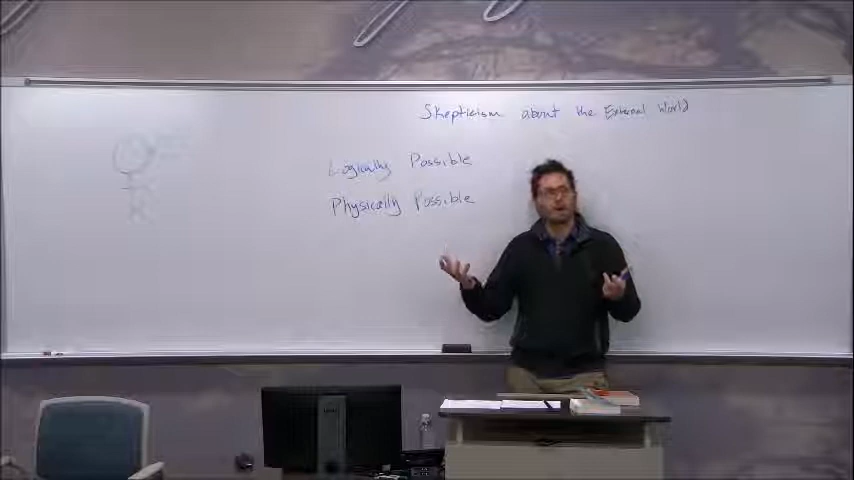 Skepticism about the External World
Logically Possible
Physically Possible